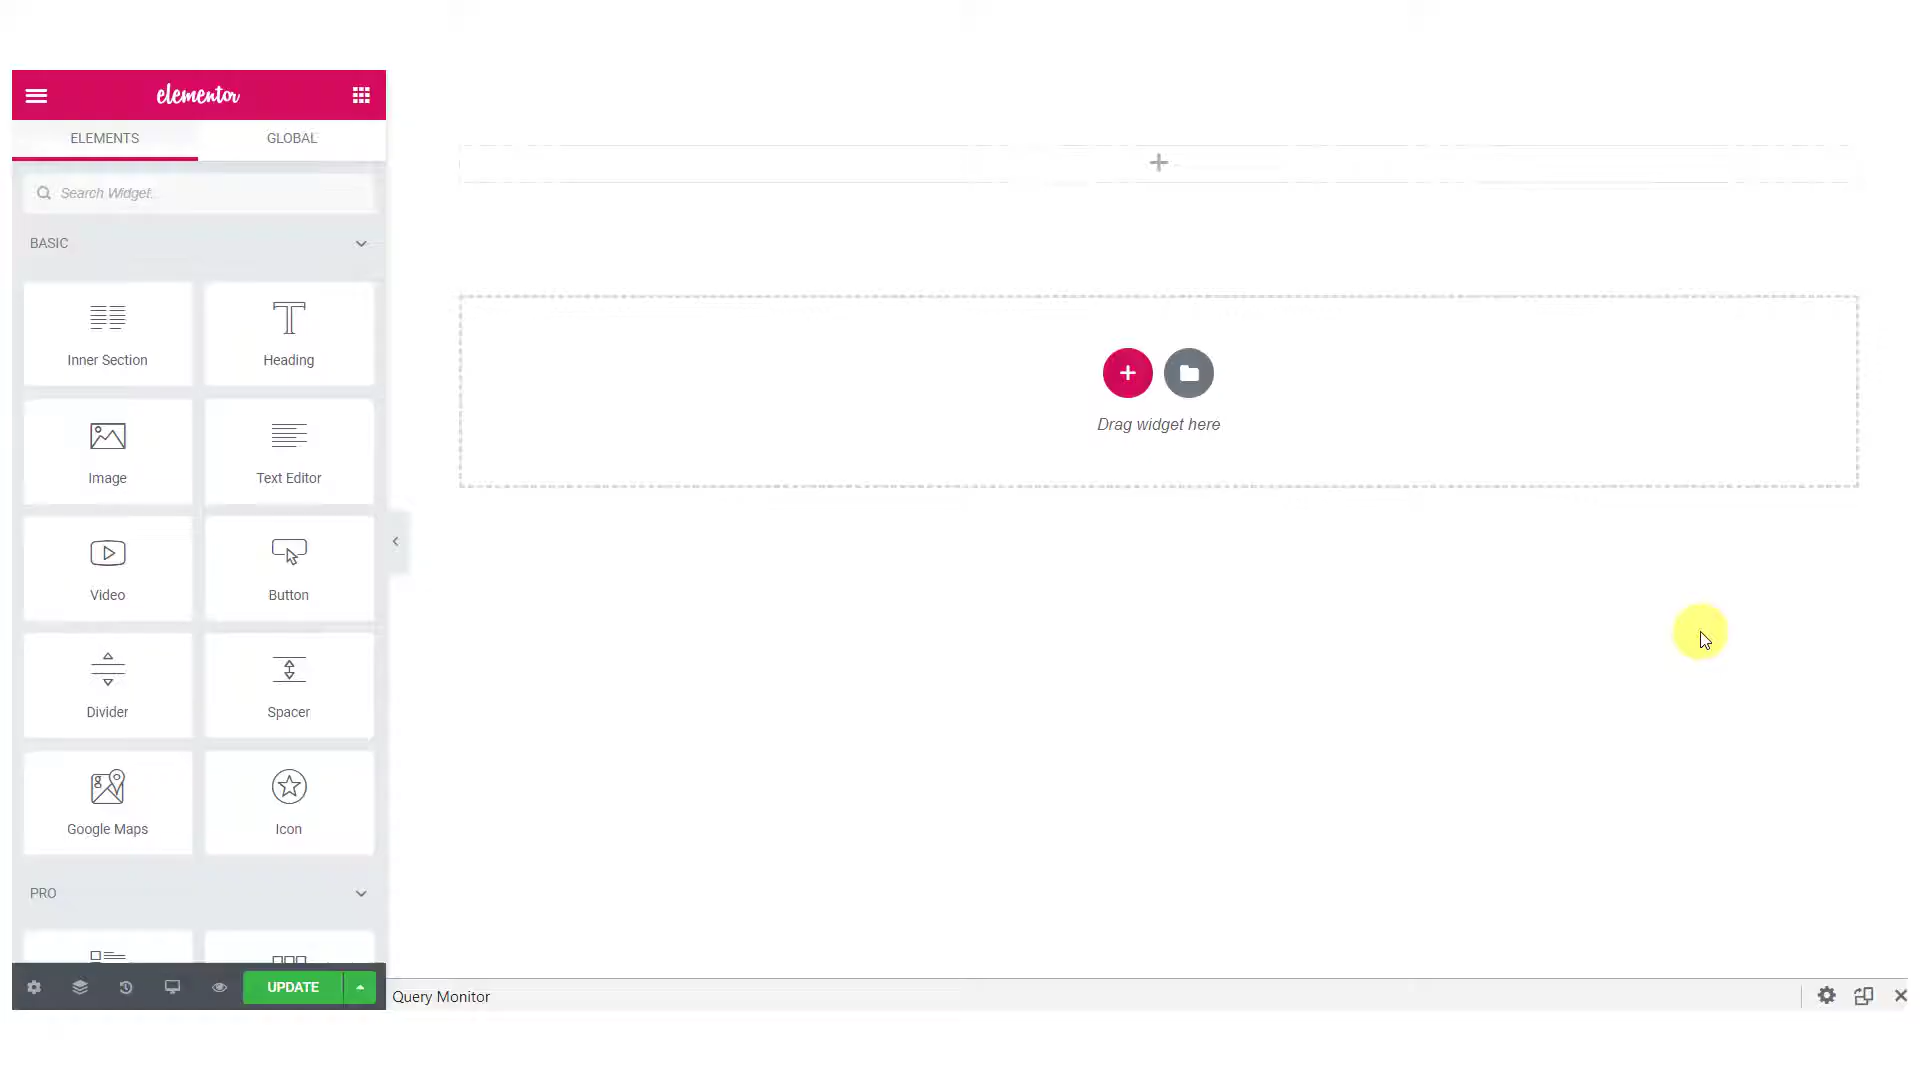 elementor
ELEMENTS GLOBAL
Search Widget...
BASIC
Inner Section Heading
Image Text Editor
Video Button
Divider Spacer
Google Maps Icon
PRO
UPDATE
Drag widget here
Query Monitor